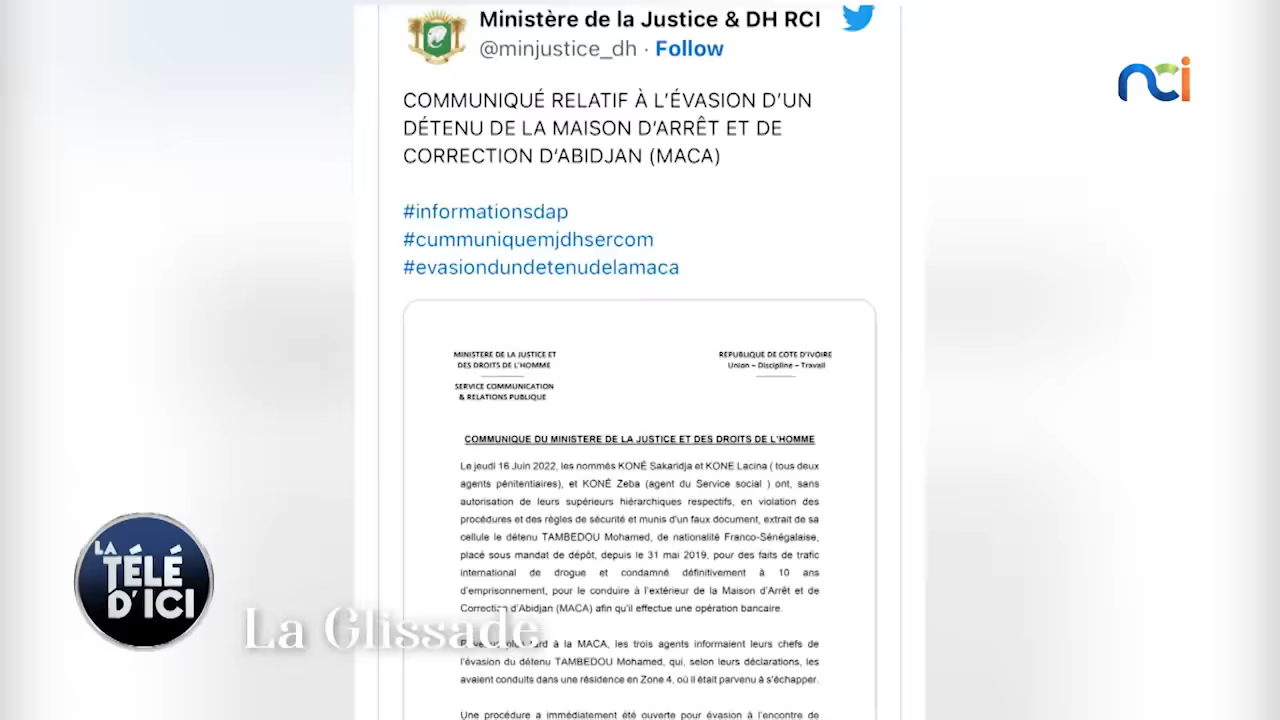 Ministère de la Justice & DH RCI
@minjustice_dh · Follow
nci
COMMUNIQUÉ RELATIF À L'ÉVASION D'UN
DÉTENU DE LA MAISON D'ARRÊT ET DE
CORRECTION D'ABIDJAN (MACA)
#informationsdap
#cummuniquemjdhsercom
#evasiondundetenudelamaca
MINISTERE DE LA JUSTICE ET
DES DROITS DE L'HOMME
SERVICE COMMUNICATION
& RELATIONS PUBLIQUE
REPUBLIQUE DE COTE D'IVOIRE
Union – Discipline – Travail
COMMUNIQUE DU MINISTERE DE LA JUSTICE ET DES DROITS DE L'HOMME
Le jeudi 16 Juin 2022, les nommés KONÉ Sakaridja et KONE Lacina ( tous deux
agents pénitentiaires), et KONÉ Zeba (agent du Service social ) ont, sans
autorisation de leurs supérieurs hiérarchiques respectifs, en violation des
procédures et des règles de sécurité et munis d'un faux document, extrait de sa
cellule le détenu TAMBEDOU Mohamed, de nationalité Franco-Sénégalaise,
placé sous mandat de dépôt, depuis le 31 mai 2019, pour des faits de trafic
international de drogue et condamné définitivement à 10 ans
d'emprisonnement, pour le conduire à l'extérieur de la Maison d'Arrêt et de
Correction d'Abidjan (MACA) afin qu'il effectue une opération bancaire.
à la MACA, les trois agents informaient leurs chefs de
l'évasion du détenu TAMBEDOU Mohamed, qui, selon leurs déclarations, les
avaient conduits dans une résidence en Zone 4, où il était parvenu à s'échapper.
Une procédure a immédiatement été ouverte pour évasion à l'encontre de
LA
TÉLÉ
D'ICI
La Glissade